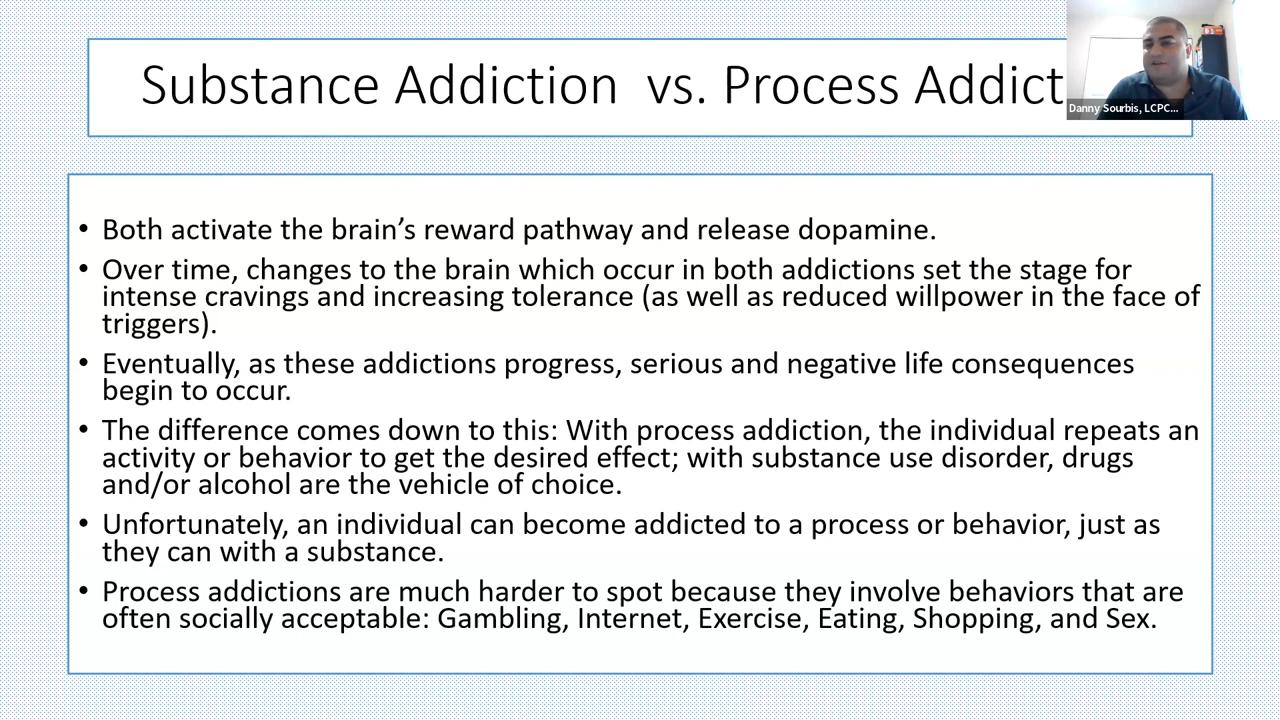 Substance Addiction  vs. Process Addict
Danny Sourbis, LCPC...
• Both activate the brain’s reward pathway and release dopamine.
• Over time, changes to the brain which occur in both addictions set the stage for
intense cravings and increasing tolerance (as well as reduced willpower in the face of
triggers).
• Eventually, as these addictions progress, serious and negative life consequences
begin to occur.
• The difference comes down to this: With process addiction, the individual repeats an
activity or behavior to get the desired effect; with substance use disorder, drugs
and/or alcohol are the vehicle of choice.
• Unfortunately, an individual can become addicted to a process or behavior, just as
they can with a substance.
• Process addictions are much harder to spot because they involve behaviors that are
often socially acceptable: Gambling, Internet, Exercise, Eating, Shopping, and Sex.